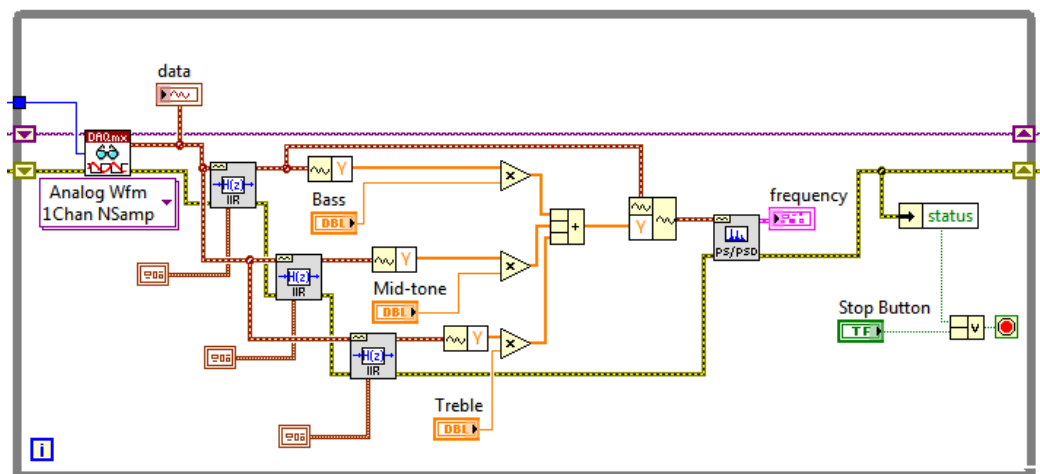 data
DAQmx
Analog Wfm
1Chan NSamp
H(z)
IIR
Y
Bass
DBL
x
H(z)
IIR
Y
Mid-tone
DBL
x
H(z)
IIR
Y
Treble
DBL
x
+
Y
PS/PSD
frequency
status
Stop Button
TF
V
i